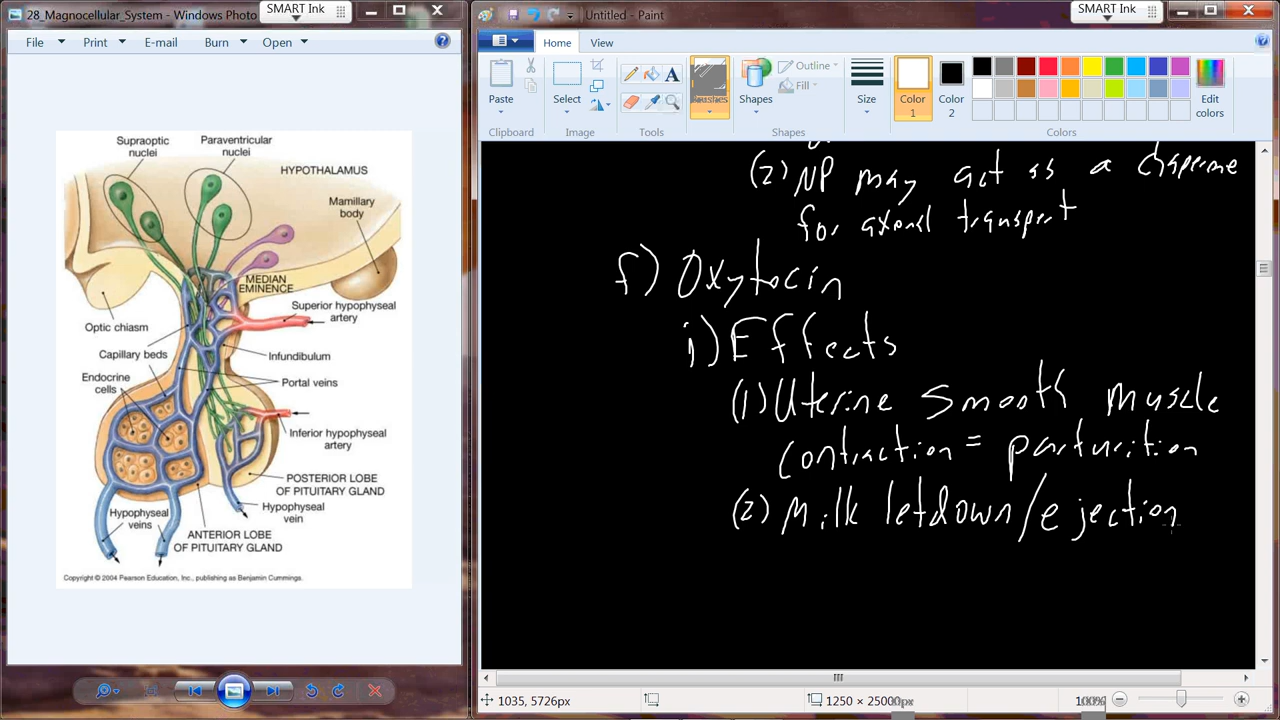 28_Magnocellular_System - Windows Photo
SMART Ink
File
Print
E-mail
Burn
Open
Supraoptic
nuclei
Paraventricular
nuclei
HYPOTHALAMUS
Mamillary
body
MEDIAN
EMINENCE
Superior hypophyseal
artery
Optic chiasm
Capillary beds
Infundibulum
Endocrine
cells
Portal veins
Inferior hypophyseal
artery
POSTERIOR LOBE
OF PITUITARY GLAND
Hypophyseal
vein
Hypophyseal
veins
ANTERIOR LOBE
OF PITUITARY GLAND
Copyright © 2004 Pearson Education, Inc., publishing as Benjamin Cummings.
Untitled - Paint
SMART Ink
Home
View
Paste
Select
A
Brushes
Shapes
Outline
Fill
Size
Color
1
Color
2
Edit
colors
Clipboard
Image
Tools
Shapes
Colors
(2) NP may act as a
for axonal transport
f) Oxytocin
i) Effects
(1) Uterine smooth muscle
contraction = parturition
(2) Milk letdown/ejection
1035, 5726px
1250 × 25000px
100%